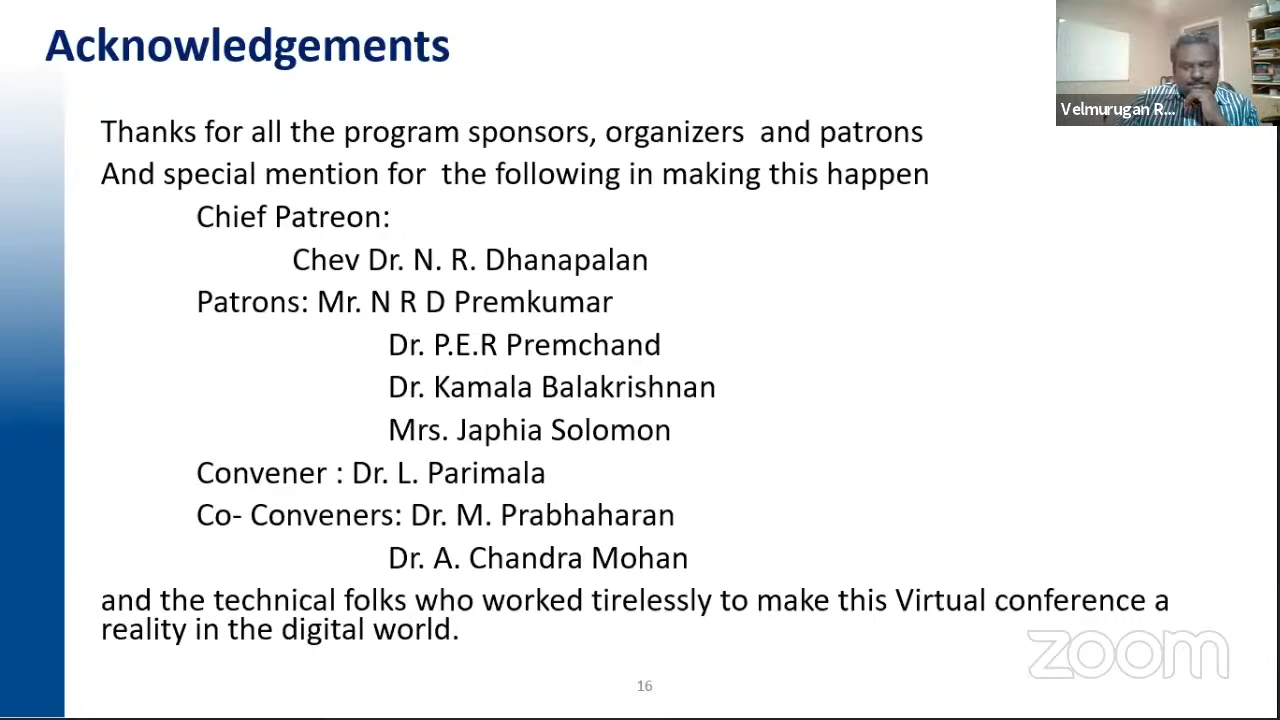 Acknowledgements
Velmurugan R...
Thanks for all the program sponsors, organizers and patrons
And special mention for the following in making this happen
Chief Patreon:
Chev Dr. N. R. Dhanapalan
Patrons: Mr. N R D Premkumar
Dr. P.E.R Premchand
Dr. Kamala Balakrishnan
Mrs. Japhia Solomon
Convener : Dr. L. Parimala
Co- Conveners: Dr. M. Prabhaharan
Dr. A. Chandra Mohan
and the technical folks who worked tirelessly to make this Virtual conference a
reality in the digital world.
zoom
16